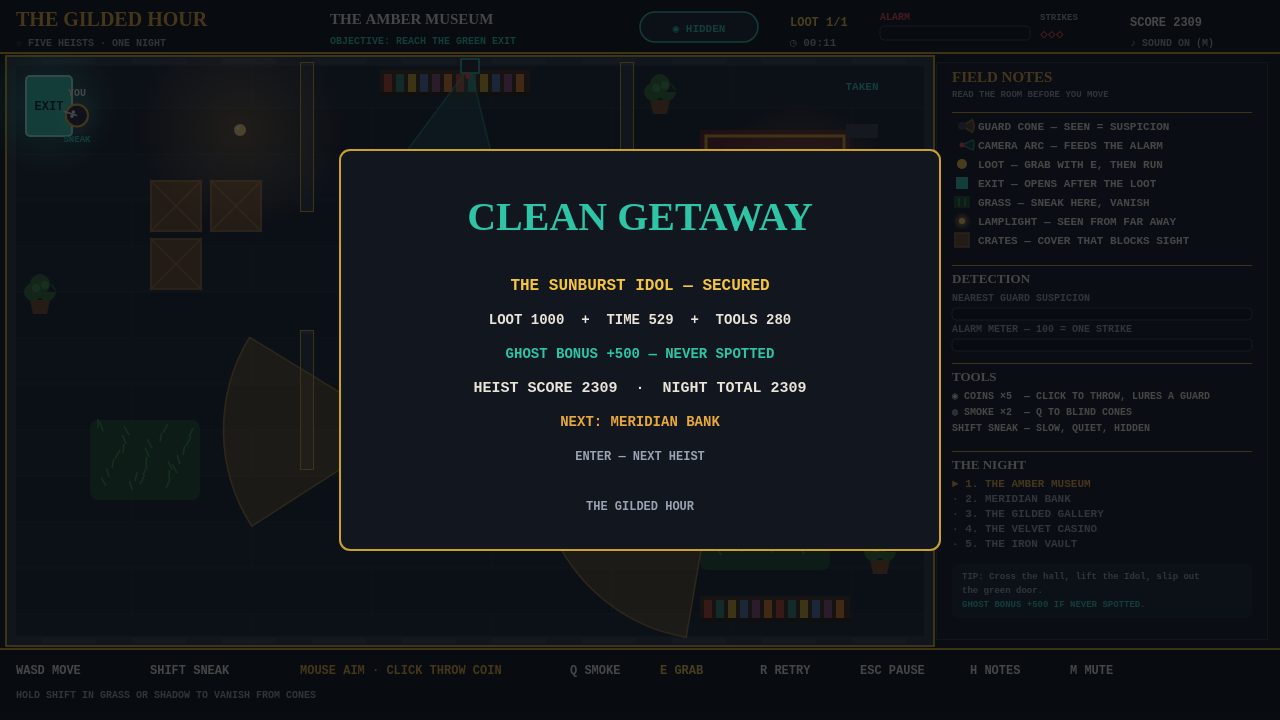 THE GILDED HOUR
FIVE HEISTS · ONE NIGHT
THE AMBER MUSEUM
OBJECTIVE: REACH THE GREEN EXIT
◉ HIDDEN
LOOT 1/1
◷ 00:11
ALARM
STRIKES
◇◇◇
SCORE 2309
♪ SOUND ON (M)
YOU
EXIT
SNEAK
TAKEN
CLEAN GETAWAY
THE SUNBURST IDOL — SECURED
LOOT 1000 + TIME 529 + TOOLS 280
GHOST BONUS +500 — NEVER SPOTTED
HEIST SCORE 2309 · NIGHT TOTAL 2309
NEXT: MERIDIAN BANK
ENTER — NEXT HEIST
THE GILDED HOUR
FIELD NOTES
READ THE ROOM BEFORE YOU MOVE
GUARD CONE — SEEN = SUSPICION
CAMERA ARC — FEEDS THE ALARM
LOOT — GRAB WITH E, THEN RUN
EXIT — OPENS AFTER THE LOOT
GRASS — SNEAK HERE, VANISH
LAMPLIGHT — SEEN FROM FAR AWAY
CRATES — COVER THAT BLOCKS SIGHT
DETECTION
NEAREST GUARD SUSPICION
ALARM METER — 100 = ONE STRIKE
TOOLS
◉ COINS ×5 — CLICK TO THROW, LURES A GUARD
◍ SMOKE ×2 — Q TO BLIND CONES
SHIFT SNEAK — SLOW, QUIET, HIDDEN
THE NIGHT
▶ 1. THE AMBER MUSEUM
· 2. MERIDIAN BANK
· 3. THE GILDED GALLERY
· 4. THE VELVET CASINO
· 5. THE IRON VAULT
TIP: Cross the hall, lift the Idol, slip out
the green door.
GHOST BONUS +500 IF NEVER SPOTTED.
WASD MOVE SHIFT SNEAK MOUSE AIM · CLICK THROW COIN Q SMOKE E GRAB R RETRY ESC PAUSE H NOTES M MUTE
HOLD SHIFT IN GRASS OR SHADOW TO VANISH FROM CONES